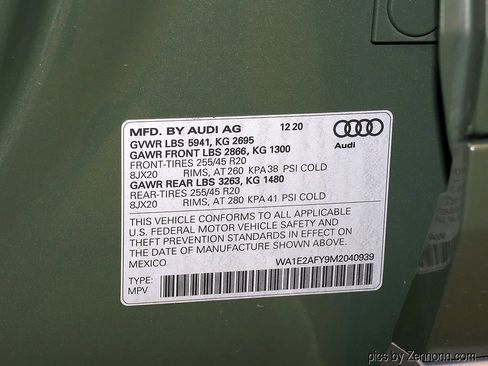 MFD. BY AUDI AG 12 20
GVWR LBS 5941, KG 2695
GAWR FRONT LBS 2866, KG 1300
FRONT-TIRES 255/45 R20
8JX20 RIMS, AT 260 KPA 38 PSI COLD
GAWR REAR LBS 3263, KG 1480
REAR-TIRES 255/45 R20
8JX20 RIMS, AT 280 KPA 41 PSI COLD
Audi
THIS VEHICLE CONFORMS TO ALL APPLICABLE
U.S. FEDERAL MOTOR VEHICLE SAFETY AND
THEFT PREVENTION STANDARDS IN EFFECT ON
THE DATE OF MANUFACTURE SHOWN ABOVE.
MEXICO WA1E2AFY9M2040939
TYPE:
MPV
pics by Zennonn.com